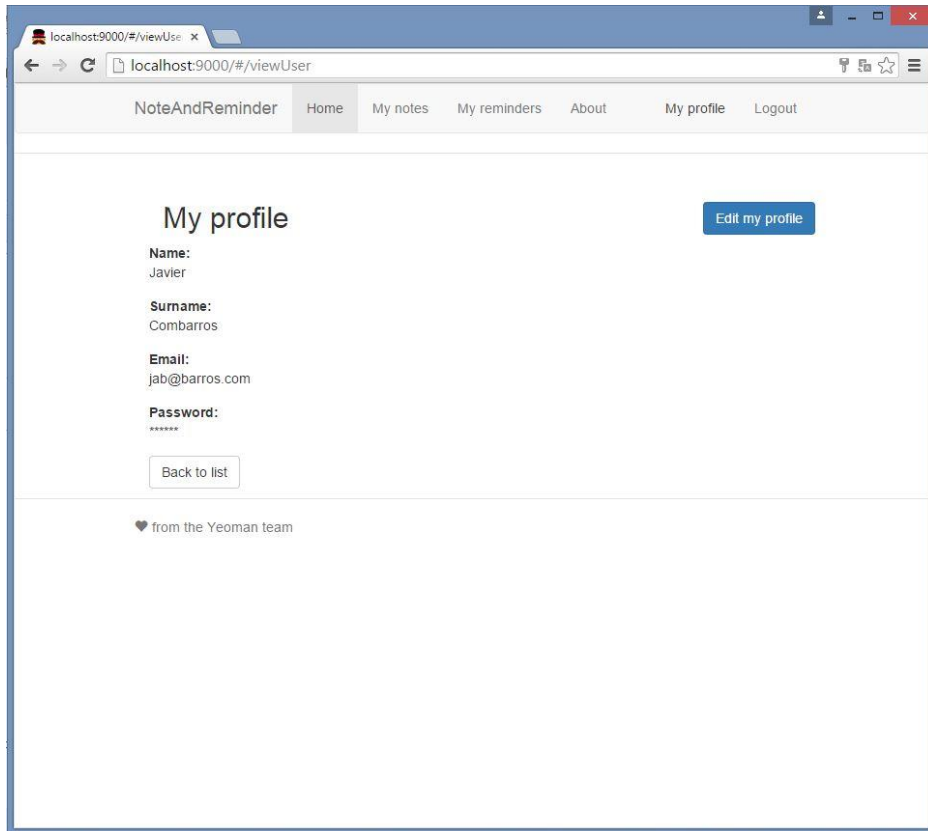 localhost:9000/#/viewUse
localhost:9000/#/viewUser
NoteAndReminder Home My notes My reminders About My profile Logout
My profile Edit my profile
Name:
Javier
Surname:
Combarros
Email:
jab@barros.com
Password:
******
Back to list
from the Yeoman team